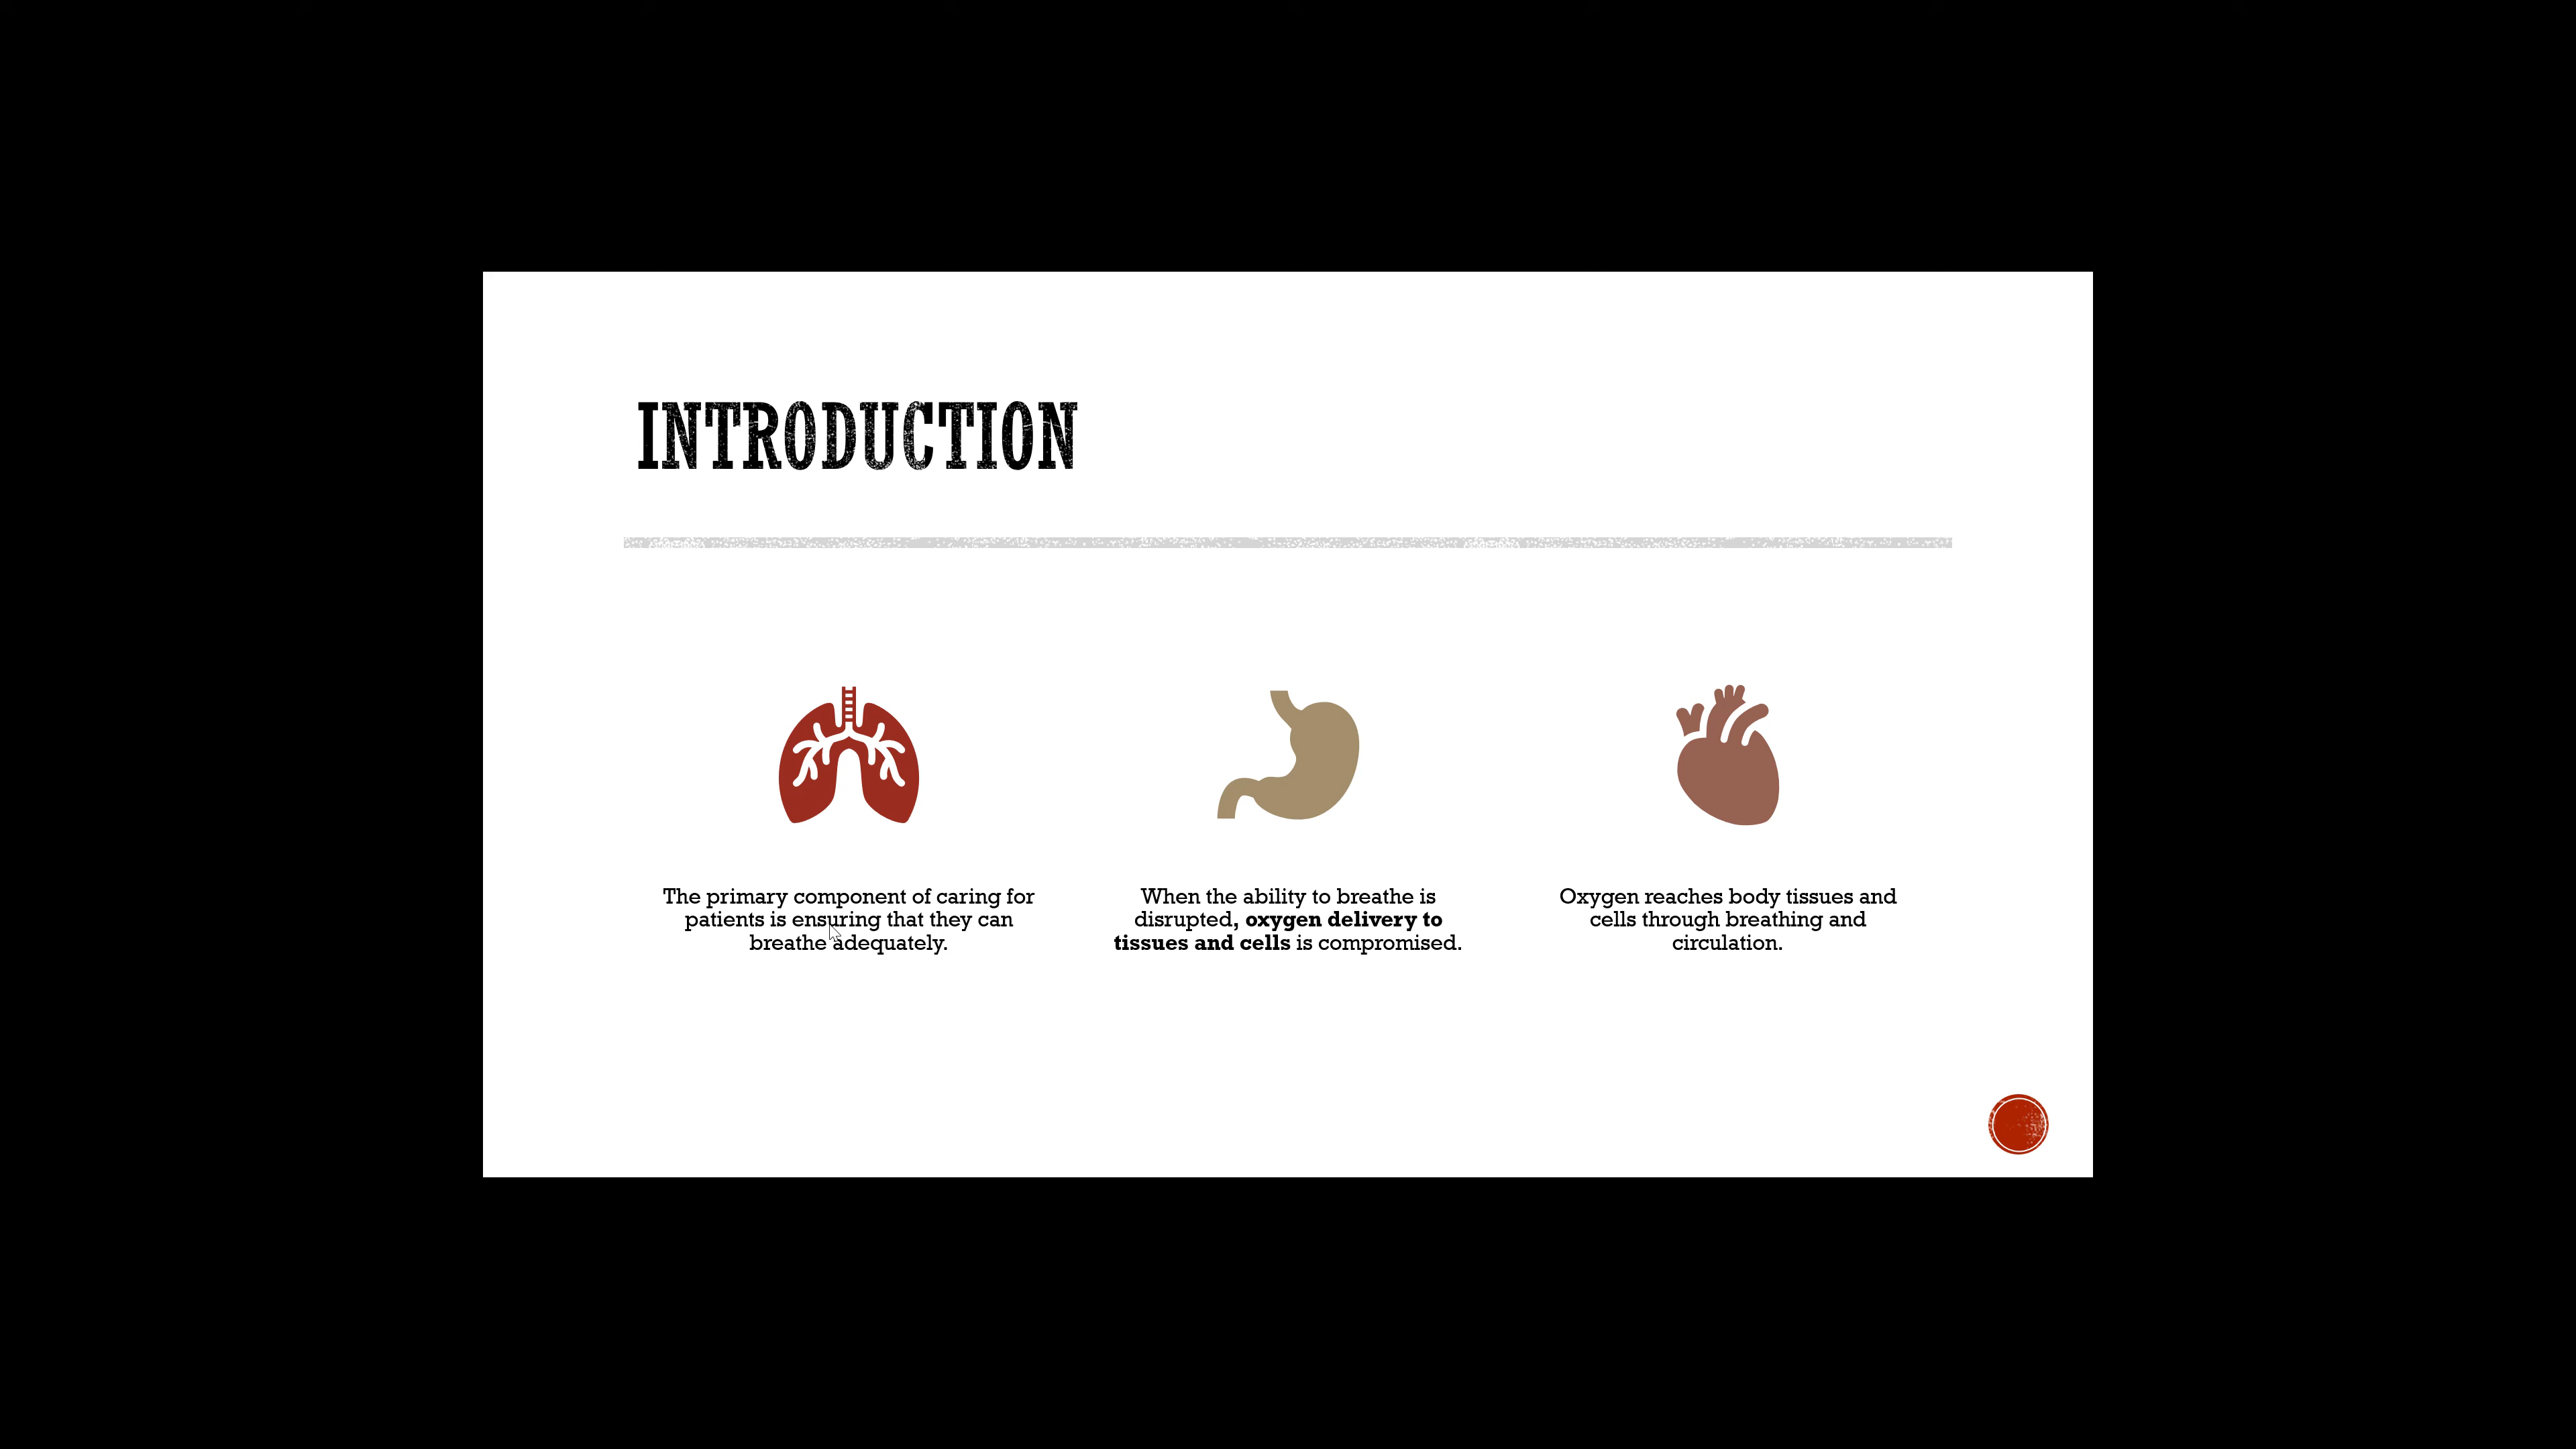 INTRODUCTION
The primary component of caring for
patients is ensuring that they can
breathe adequately.
When the ability to breathe is
disrupted, oxygen delivery to
tissues and cells is compromised.
Oxygen reaches body tissues and
cells through breathing and
circulation.